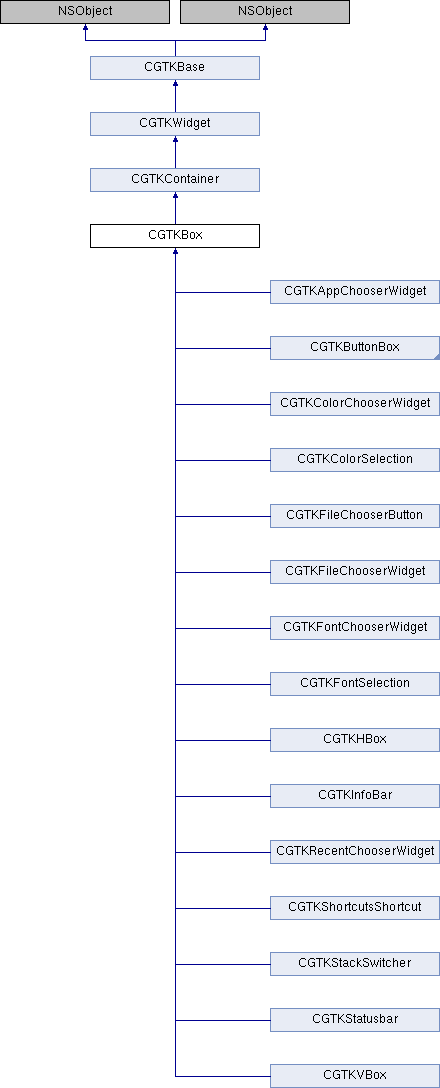 NSObject NSObject
CGTKBase
CGTKWidget
CGTKContainer
CGTKBox
CGTKAppChooserWidget
CGTKButtonBox
CGTKColorChooserWidget
CGTKColorSelection
CGTKFileChooserButton
CGTKFileChooserWidget
CGTKFontChooserWidget
CGTKFontSelection
CGTKHBox
CGTKInfoBar
CGTKRecentChooserWidget
CGTKShortcutsShortcut
CGTKStackSwitcher
CGTKStatusbar
CGTKVBox